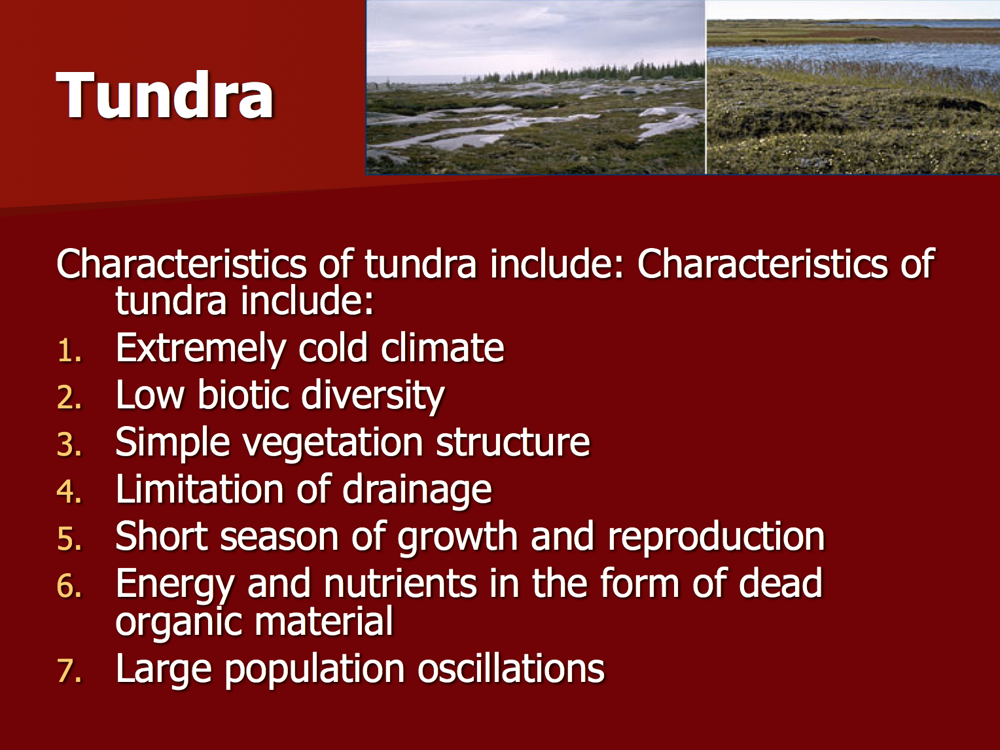 Tundra
Characteristics of tundra include: Characteristics of
tundra include:
1. Extremely cold climate
2. Low biotic diversity
3. Simple vegetation structure
4. Limitation of drainage
5. Short season of growth and reproduction
6. Energy and nutrients in the form of dead
organic material
7. Large population oscillations